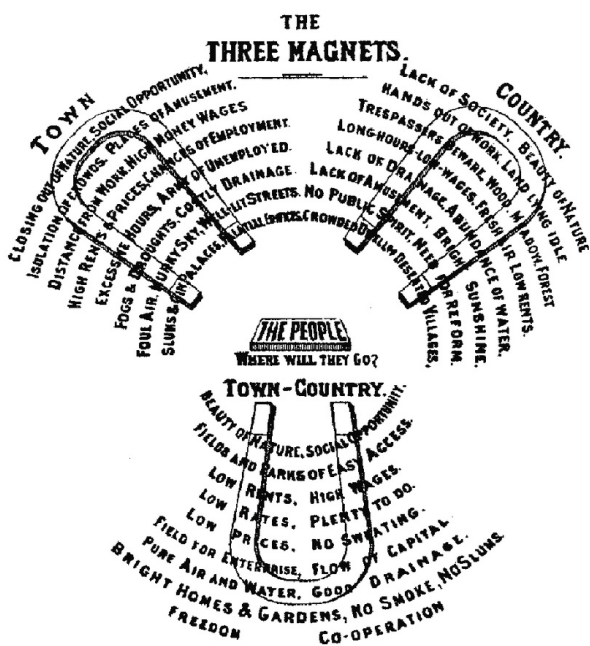 THE
THREE MAGNETS.
TOWN
CLOSING OUT OF NATURE. SOCIAL OPPORTUNITY.
ISOLATION OF CROWDS. PLACES OF AMUSEMENT.
DISTANCE FROM WORK. HIGH MONEY WAGES
HIGH RENTS & PRICES. CHANCES OF EMPLOYMENT.
EXCESSIVE HOURS. ARMY OF UNEMPLOYED.
FOGS & DROUGHTS. COSTLY DRAINAGE.
FOUL AIR. MURKY SKY. WELL-LIT STREETS.
SLUMS & GIN PALACES.
COUNTRY.
LACK OF SOCIETY. BEAUTY OF NATURE
HANDS OUT OF WORK. LAND LYING IDLE
TRESPASSERS BEWARE. WOOD, MEADOW, FOREST
LONG HOURS-LOW WAGES. FRESH AIR. LOW RENTS.
LACK OF DRAINAGE. ABUNDANCE OF WATER.
LACK OF AMUSEMENT. BRIGHT SUNSHINE.
NO PUBLIC SPIRIT. NEED FOR REFORM.
CROWDED DESERTED VILLAGES.
THE PEOPLE
WHERE WILL THEY GO?
TOWN-COUNTRY.
BEAUTY OF NATURE, SOCIAL OPPORTUNITY.
FIELDS AND PARKS OF EASY ACCESS.
LOW RENTS, HIGH WAGES.
LOW RATES, PLENTY TO DO.
LOW PRICES, NO SWEATING.
FIELD FOR ENTERPRISE, FLOW OF CAPITAL.
PURE AIR AND WATER, GOOD DRAINAGE.
BRIGHT HOMES & GARDENS, NO SMOKE, NO SLUMS.
FREEDOM CO-OPERATION